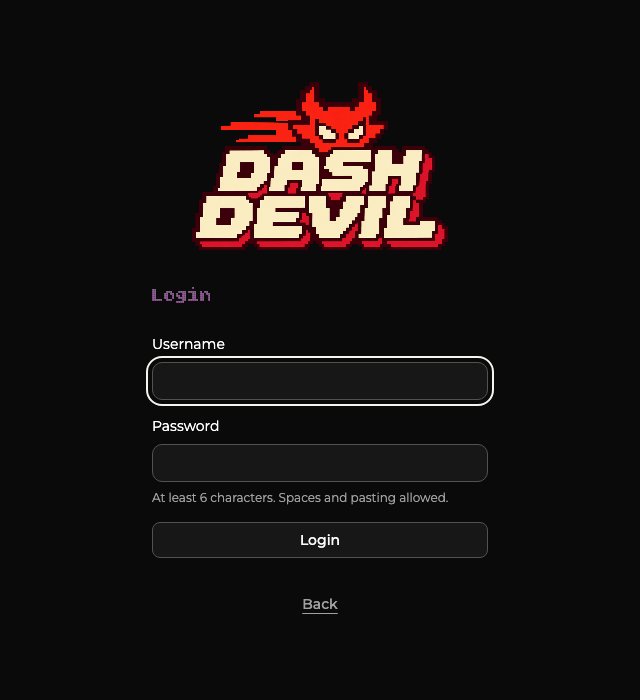 DASH
DEVIL
Login
Username
Password
At least 6 characters. Spaces and pasting allowed.
Login
Back